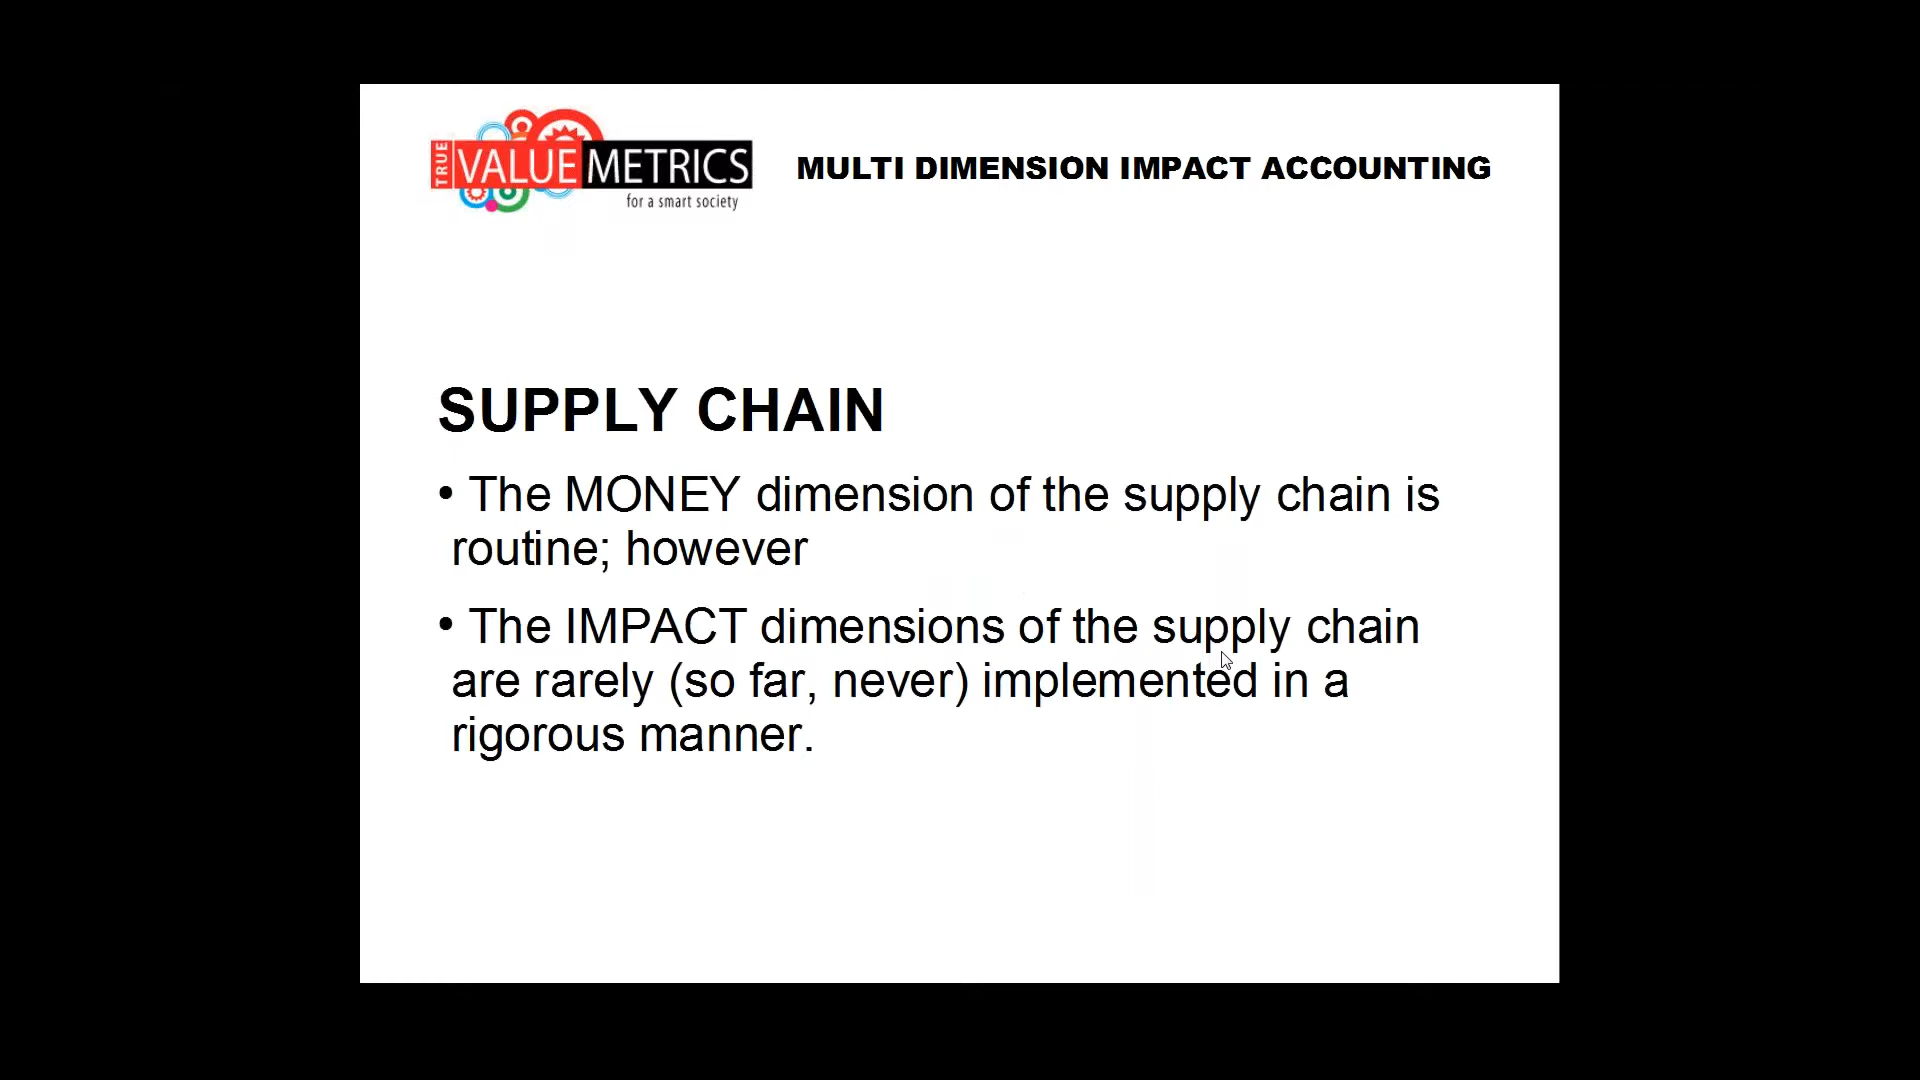 TRUE VALUE METRICS
for a smart society
MULTI DIMENSION IMPACT ACCOUNTING
SUPPLY CHAIN
• The MONEY dimension of the supply chain is
routine; however
• The IMPACT dimensions of the supply chain
are rarely (so far, never) implemented in a
rigorous manner.